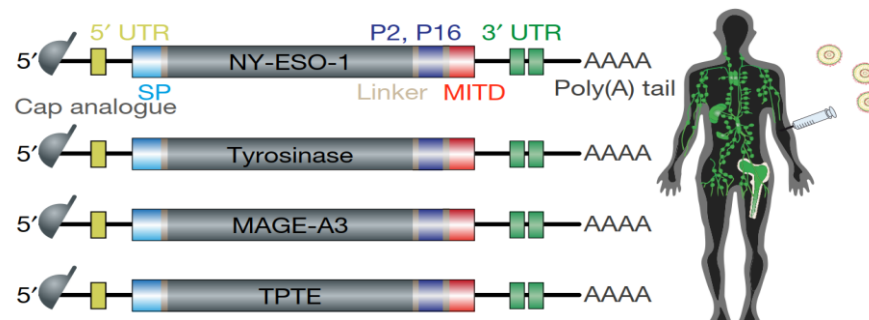 5′ UTR P2, P16 3′ UTR
5′ NY-ESO-1 AAAA
SP Linker MITD Poly(A) tail
Cap analogue
5′ Tyrosinase AAAA
5′ MAGE-A3 AAAA
5′ TPTE AAAA